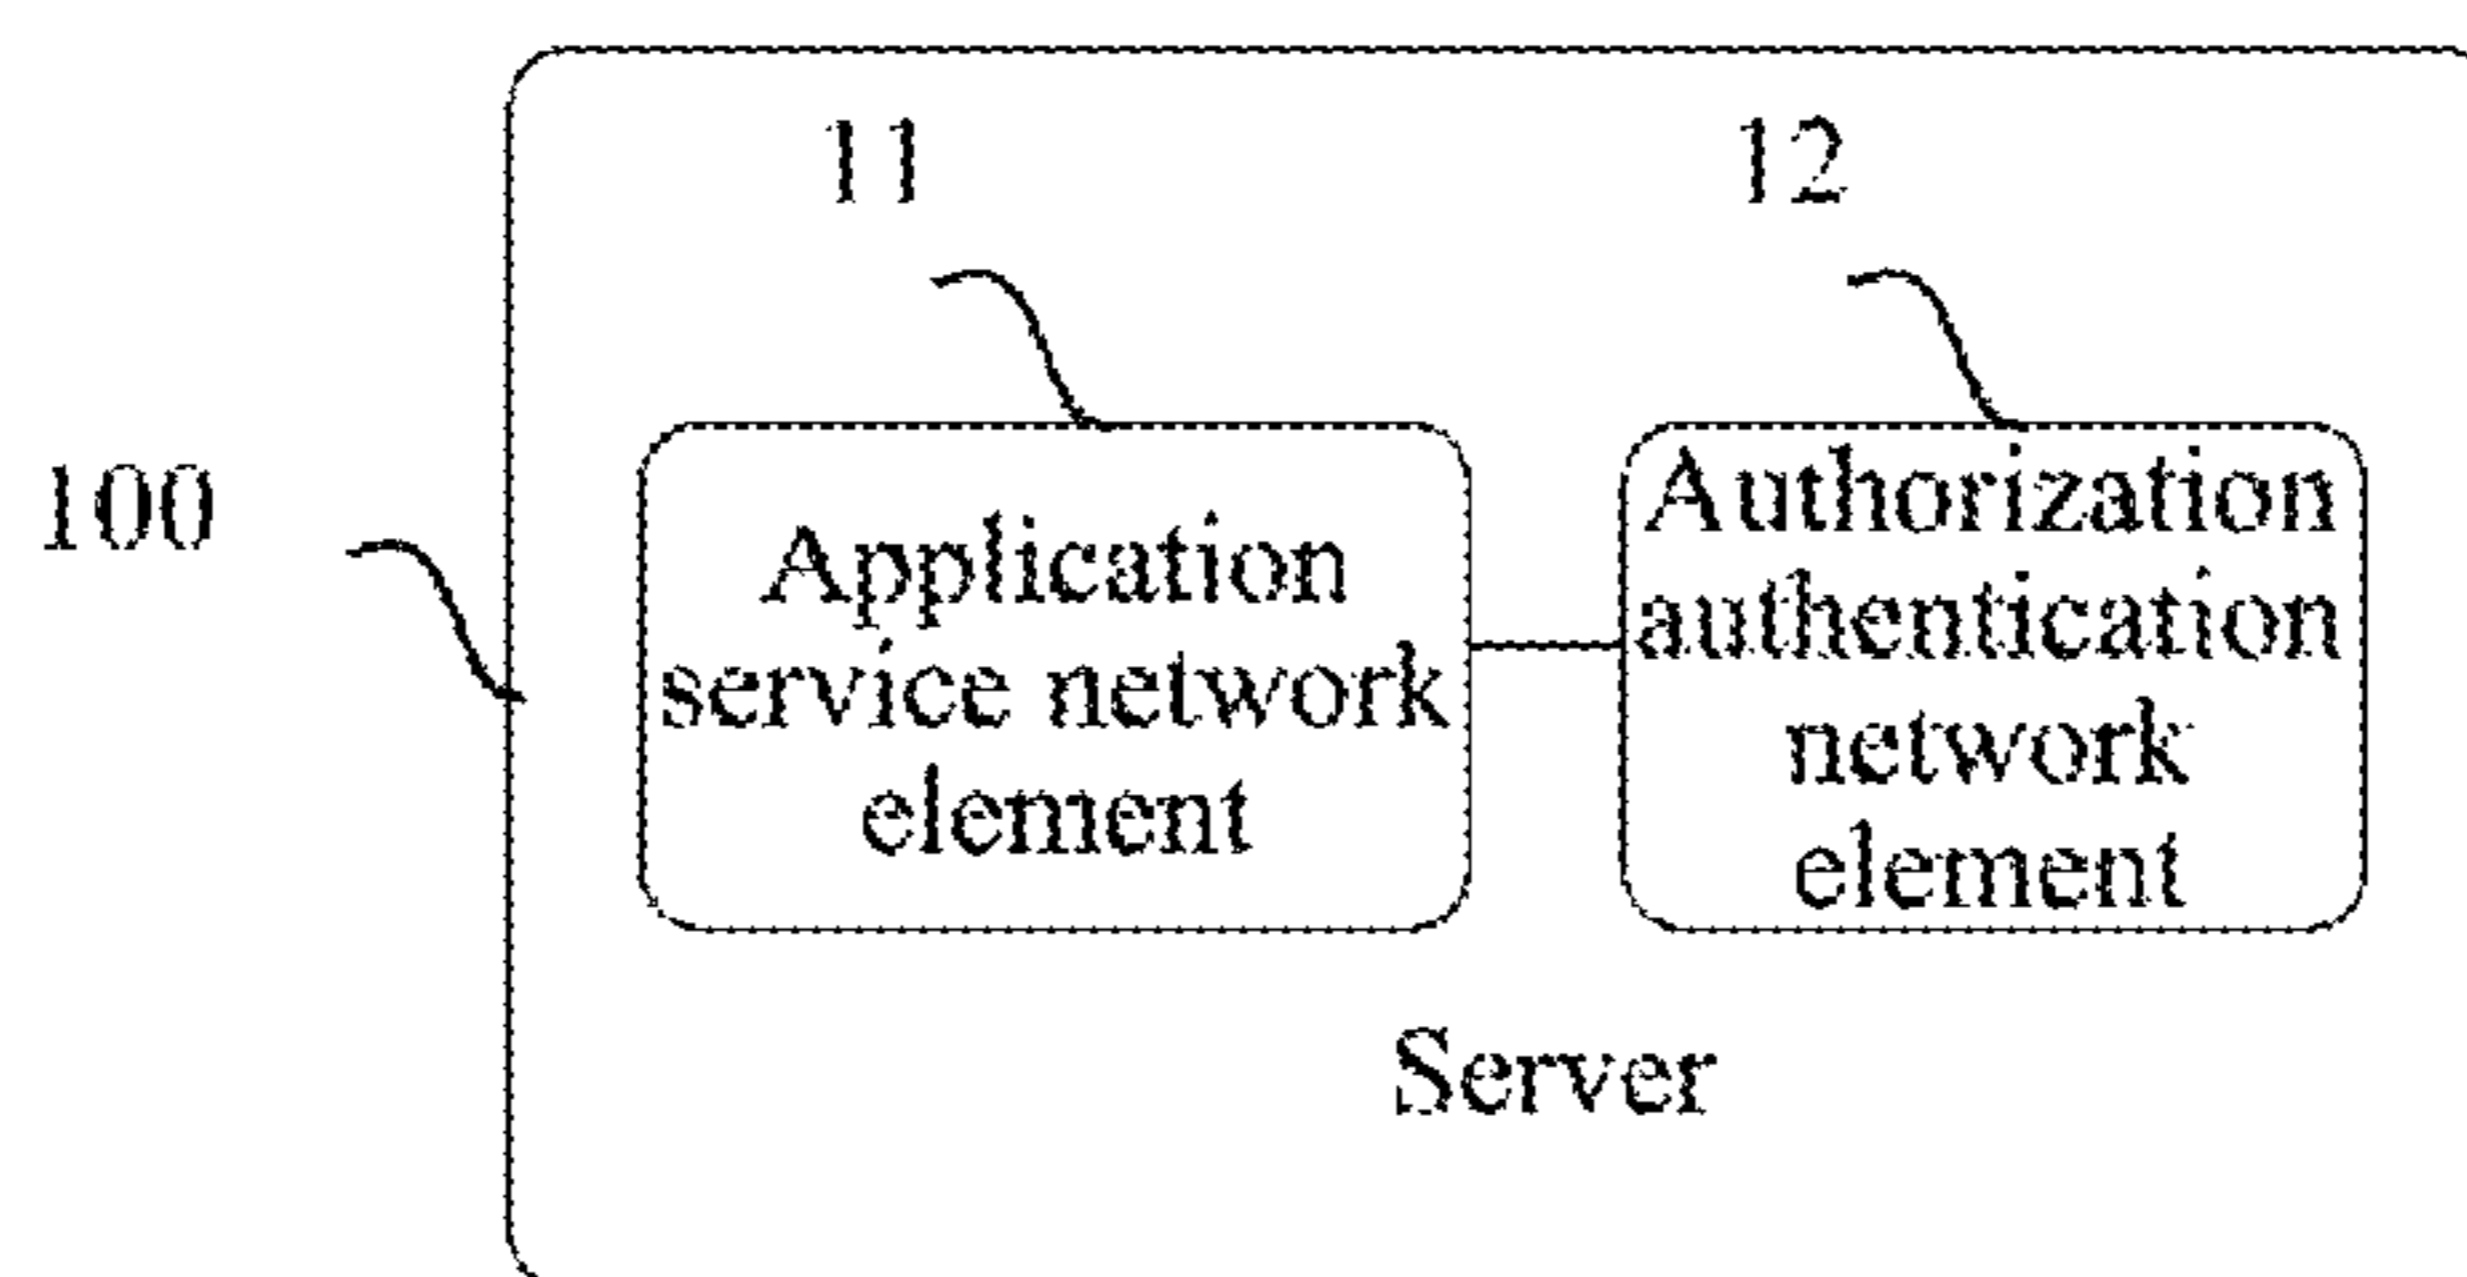 11
12
100
Application
service network
element
Authorization
authentication
network
element
Server